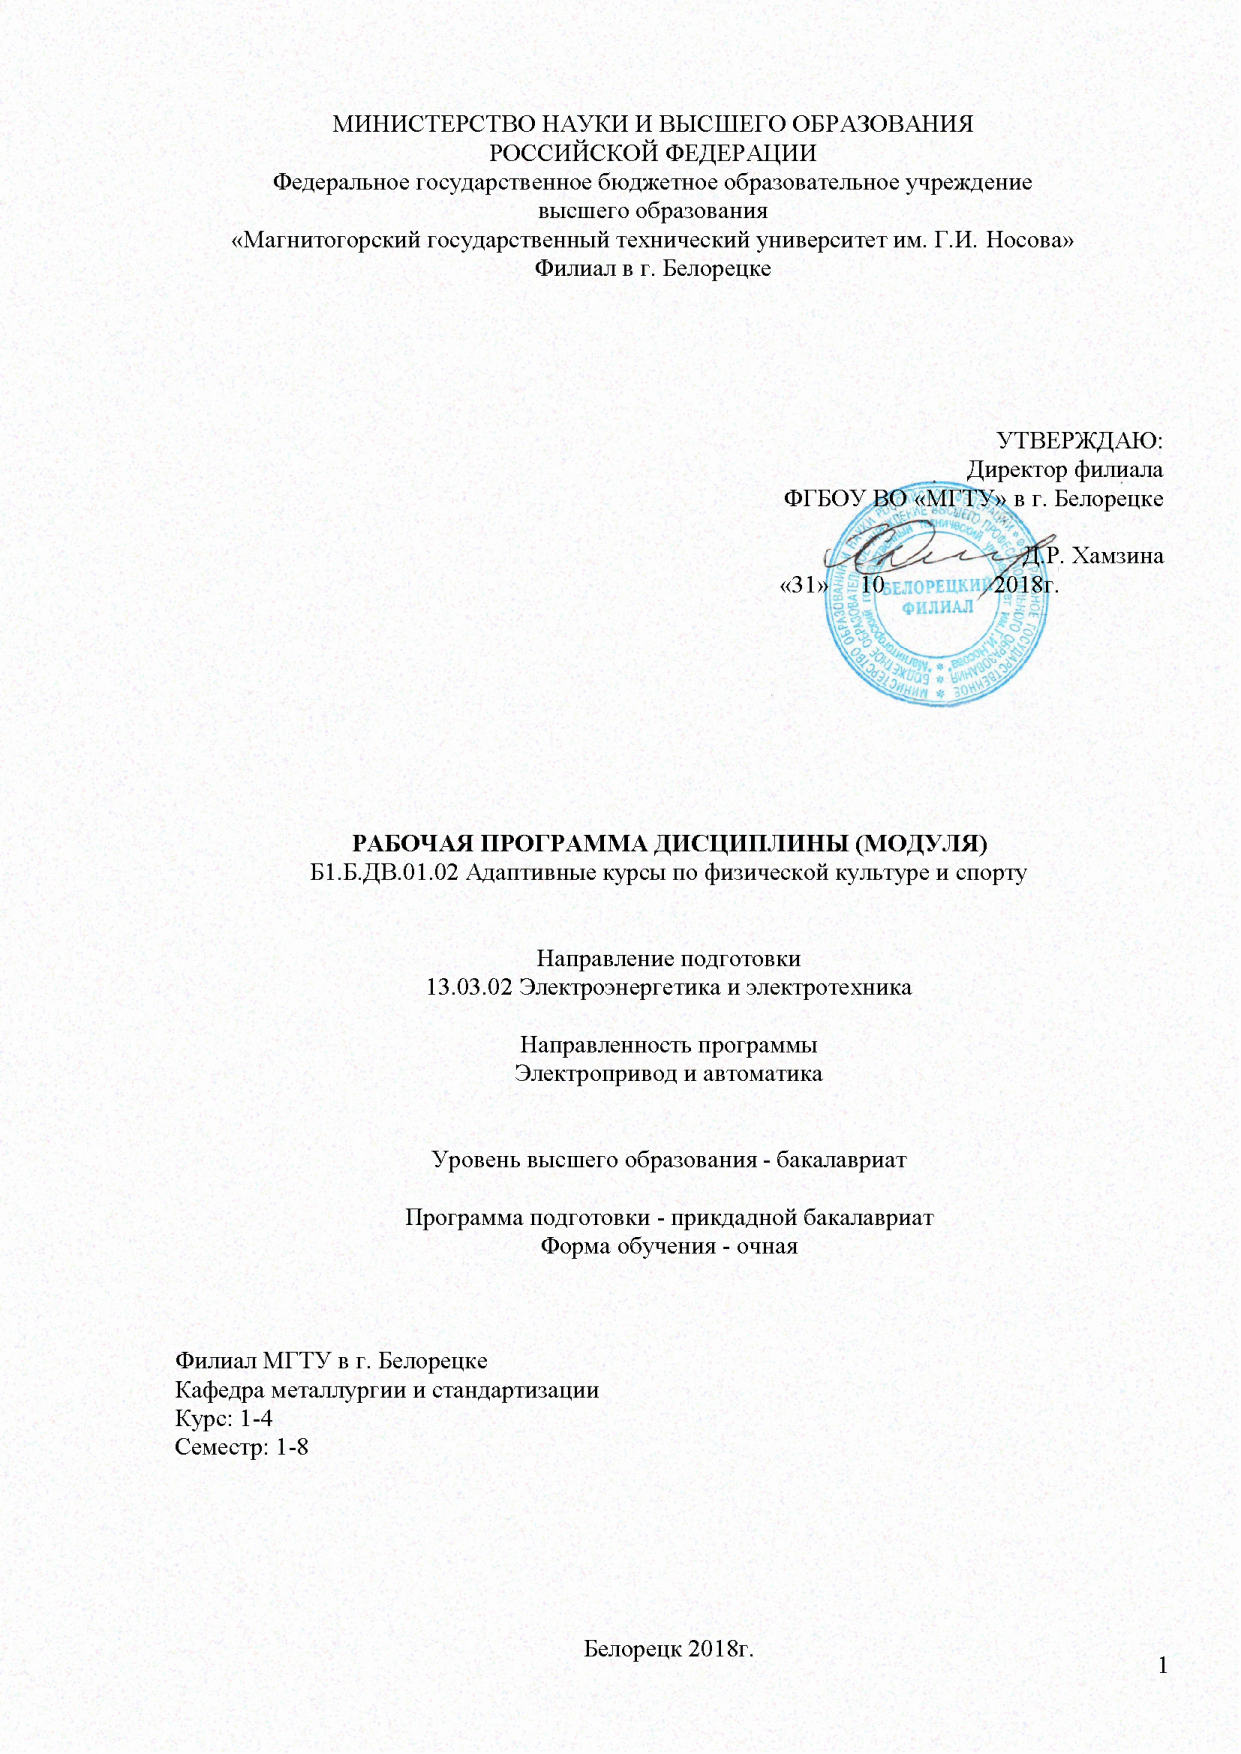 МИНИСТЕРСТВО НАУКИ И ВЫСШЕГО ОБРАЗОВАНИЯ
РОССИЙСКОЙ ФЕДЕРАЦИИ
Федеральное государственное бюджетное образовательное учреждение
высшего образования
«Магнитогорский государственный технический университет им. Г.И. Носова»
Филиал в г. Белорецке
УТВЕРЖДАЮ:
Директор филиала
ФГБОУ ВО «МГТУ» в г. Белорецке
Д.Р. Хамзина
«31» 10 2018г.
БЕЛОРЕЦКИЙ
ФИЛИАЛ
РАБОЧАЯ ПРОГРАММА ДИСЦИПЛИНЫ (МОДУЛЯ)
Б1.Б.ДВ.01.02 Адаптивные курсы по физической культуре и спорту
Направление подготовки
13.03.02 Электроэнергетика и электротехника
Направленность программы
Электропривод и автоматика
Уровень высшего образования - бакалавриат
Программа подготовки - прикдадной бакалавриат
Форма обучения - очная
Филиал МГТУ в г. Белорецке
Кафедра металлургии и стандартизации
Курс: 1-4
Семестр: 1-8
Белорецк 2018г.
1